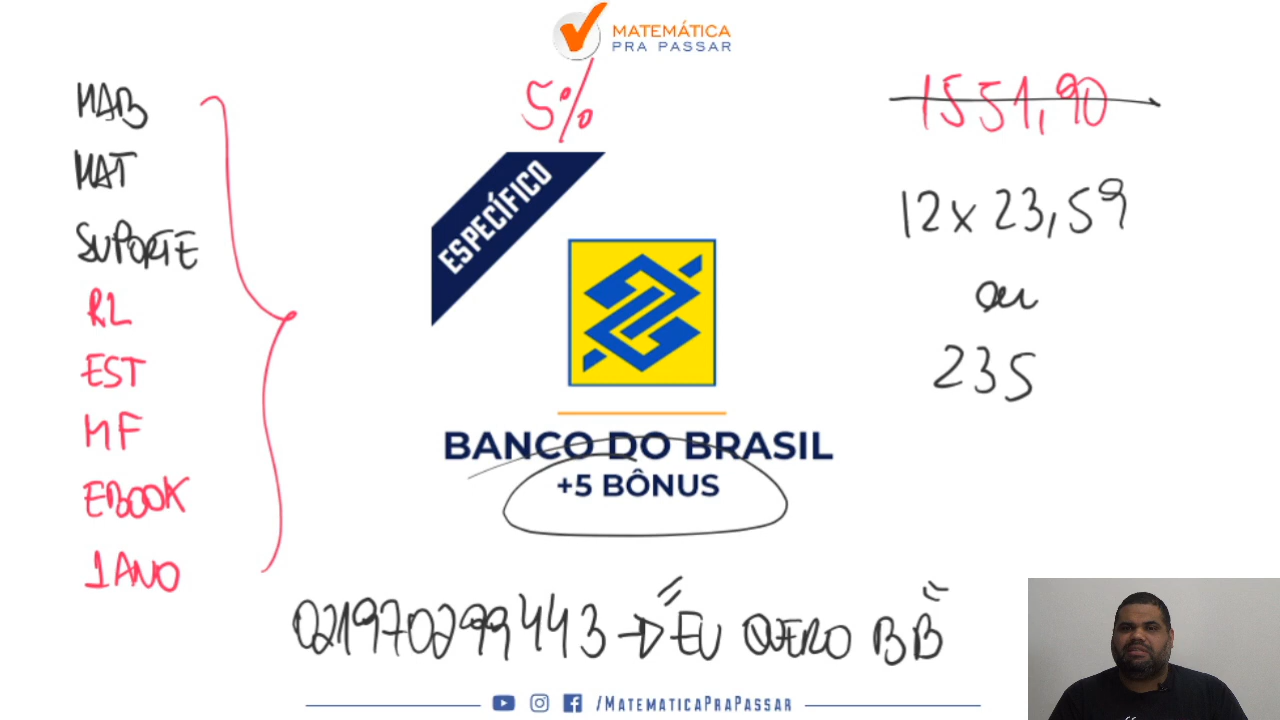 MATEMÁTICA
PRA PASSAR
MAB
MAT
SUPORTE
RL
EST
MF
EBOOK
1 ANO
5%
ESPECÍFICO
BANCO DO BRASIL
+5 BÔNUS
1551,90
12x 23,59
ou
235
021970299443 → "EU QUERO BB"
/MATEMATICAPRAPASSAR